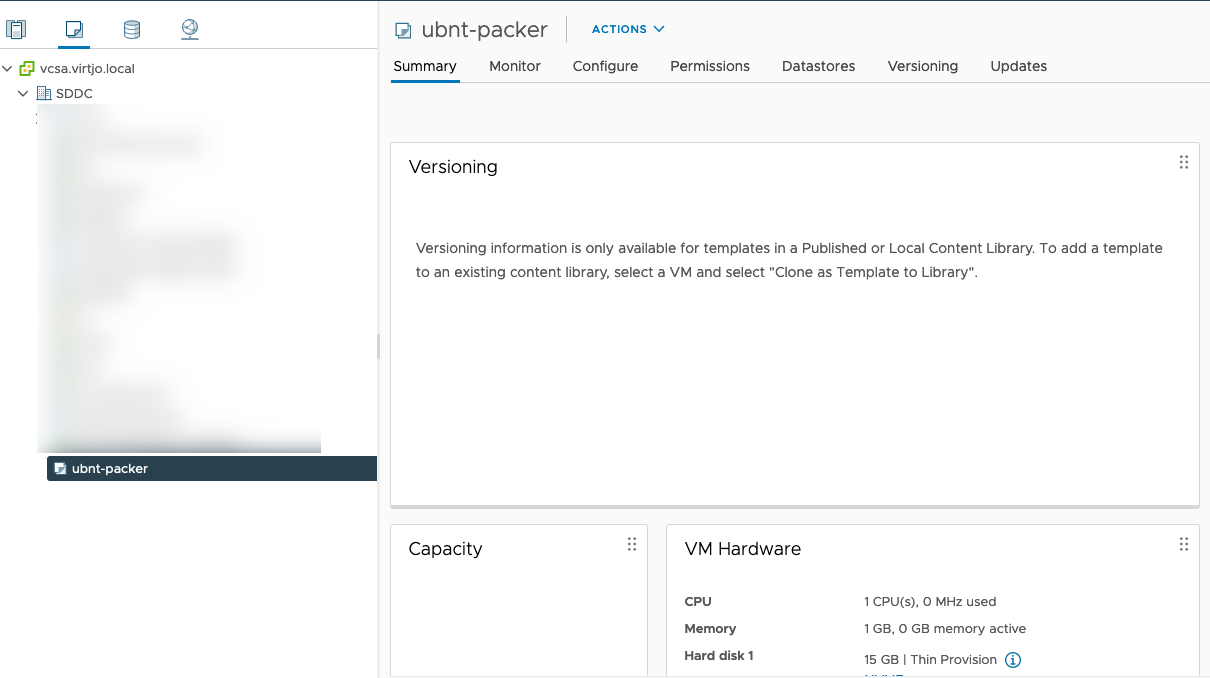 ubnt-packer
ACTIONS
Summary Monitor Configure Permissions Datastores Versioning Updates
vcsa.virtjo.local
SDDC
ubnt-packer
Versioning
Versioning information is only available for templates in a Published or Local Content Library. To add a template
to an existing content library, select a VM and select "Clone as Template to Library".
Capacity
VM Hardware
CPU 1 CPU(s), 0 MHz used
Memory 1 GB, 0 GB memory active
Hard disk 1 15 GB | Thin Provision